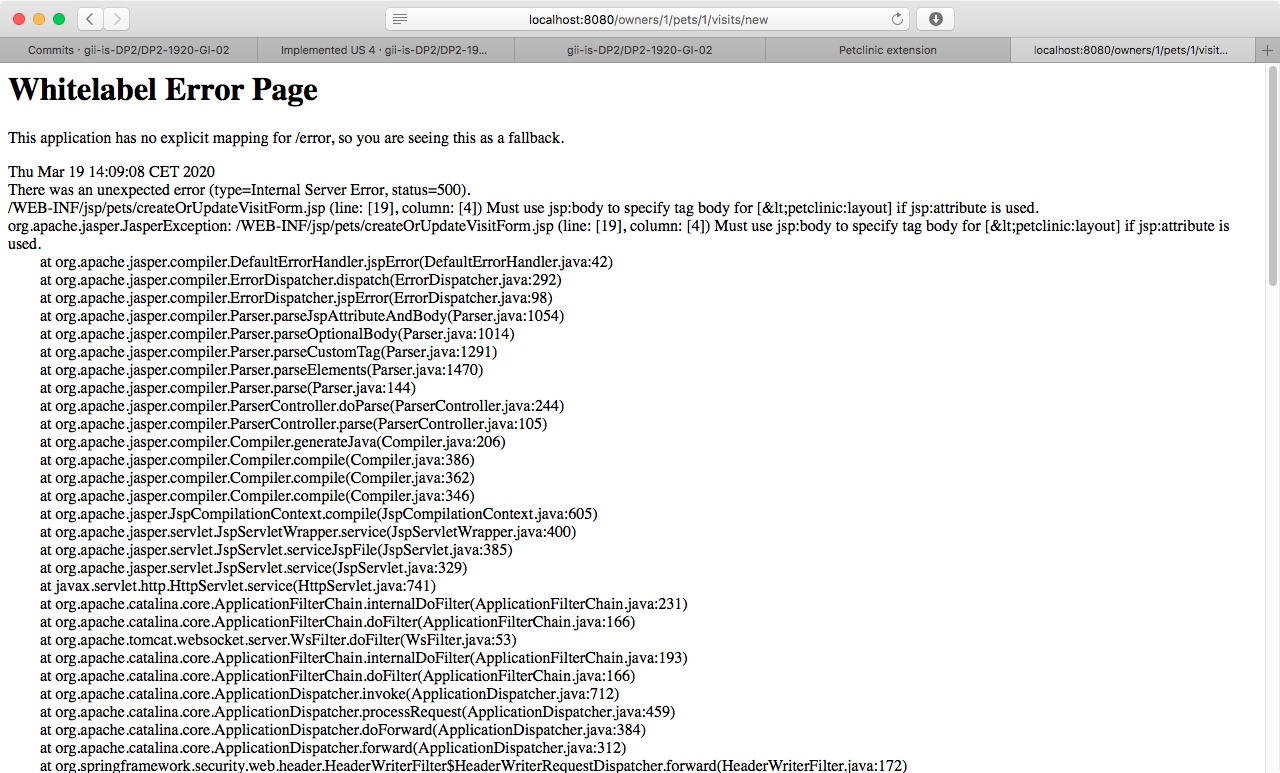 localhost:8080/owners/1/pets/1/visits/new
Commits · gii-is-DP2/DP2-1920-GI-02
Implemented US 4 · gii-is-DP2/DP2-19...
gii-is-DP2/DP2-1920-GI-02
Petclinic extension
localhost:8080/owners/1/pets/1/visit...
Whitelabel Error Page
This application has no explicit mapping for /error, so you are seeing this as a fallback.
Thu Mar 19 14:09:08 CET 2020
There was an unexpected error (type=Internal Server Error, status=500).
/WEB-INF/jsp/pets/createOrUpdateVisitForm.jsp (line: [19], column: [4]) Must use jsp:body to specify tag body for [&lt;petclinic:layout] if jsp:attribute is used.
org.apache.jasper.JasperException: /WEB-INF/jsp/pets/createOrUpdateVisitForm.jsp (line: [19], column: [4]) Must use jsp:body to specify tag body for [&lt;petclinic:layout] if jsp:attribute is
used.
at org.apache.jasper.compiler.DefaultErrorHandler.jspError(DefaultErrorHandler.java:42)
at org.apache.jasper.compiler.ErrorDispatcher.dispatch(ErrorDispatcher.java:292)
at org.apache.jasper.compiler.ErrorDispatcher.jspError(ErrorDispatcher.java:98)
at org.apache.jasper.compiler.Parser.parseJspAttributeAndBody(Parser.java:1054)
at org.apache.jasper.compiler.Parser.parseOptionalBody(Parser.java:1014)
at org.apache.jasper.compiler.Parser.parseCustomTag(Parser.java:1291)
at org.apache.jasper.compiler.Parser.parseElements(Parser.java:1470)
at org.apache.jasper.compiler.Parser.parse(Parser.java:144)
at org.apache.jasper.compiler.ParserController.doParse(ParserController.java:244)
at org.apache.jasper.compiler.ParserController.parse(ParserController.java:105)
at org.apache.jasper.compiler.Compiler.generateJava(Compiler.java:206)
at org.apache.jasper.compiler.Compiler.compile(Compiler.java:386)
at org.apache.jasper.compiler.Compiler.compile(Compiler.java:362)
at org.apache.jasper.compiler.Compiler.compile(Compiler.java:346)
at org.apache.jasper.JspCompilationContext.compile(JspCompilationContext.java:605)
at org.apache.jasper.servlet.JspServletWrapper.service(JspServletWrapper.java:400)
at org.apache.jasper.servlet.JspServlet.serviceJspFile(JspServlet.java:385)
at org.apache.jasper.servlet.JspServlet.service(JspServlet.java:329)
at javax.servlet.http.HttpServlet.service(HttpServlet.java:741)
at org.apache.catalina.core.ApplicationFilterChain.internalDoFilter(ApplicationFilterChain.java:231)
at org.apache.catalina.core.ApplicationFilterChain.doFilter(ApplicationFilterChain.java:166)
at org.apache.tomcat.websocket.server.WsFilter.doFilter(WsFilter.java:53)
at org.apache.catalina.core.ApplicationFilterChain.internalDoFilter(ApplicationFilterChain.java:193)
at org.apache.catalina.core.ApplicationFilterChain.doFilter(ApplicationFilterChain.java:166)
at org.apache.catalina.core.ApplicationDispatcher.invoke(ApplicationDispatcher.java:712)
at org.apache.catalina.core.ApplicationDispatcher.processRequest(ApplicationDispatcher.java:459)
at org.apache.catalina.core.ApplicationDispatcher.doForward(ApplicationDispatcher.java:384)
at org.apache.catalina.core.ApplicationDispatcher.forward(ApplicationDispatcher.java:312)
at org.springframework.security.web.header.HeaderWriterFilter$HeaderWriterRequestDispatcher.forward(HeaderWriterFilter.java:172)